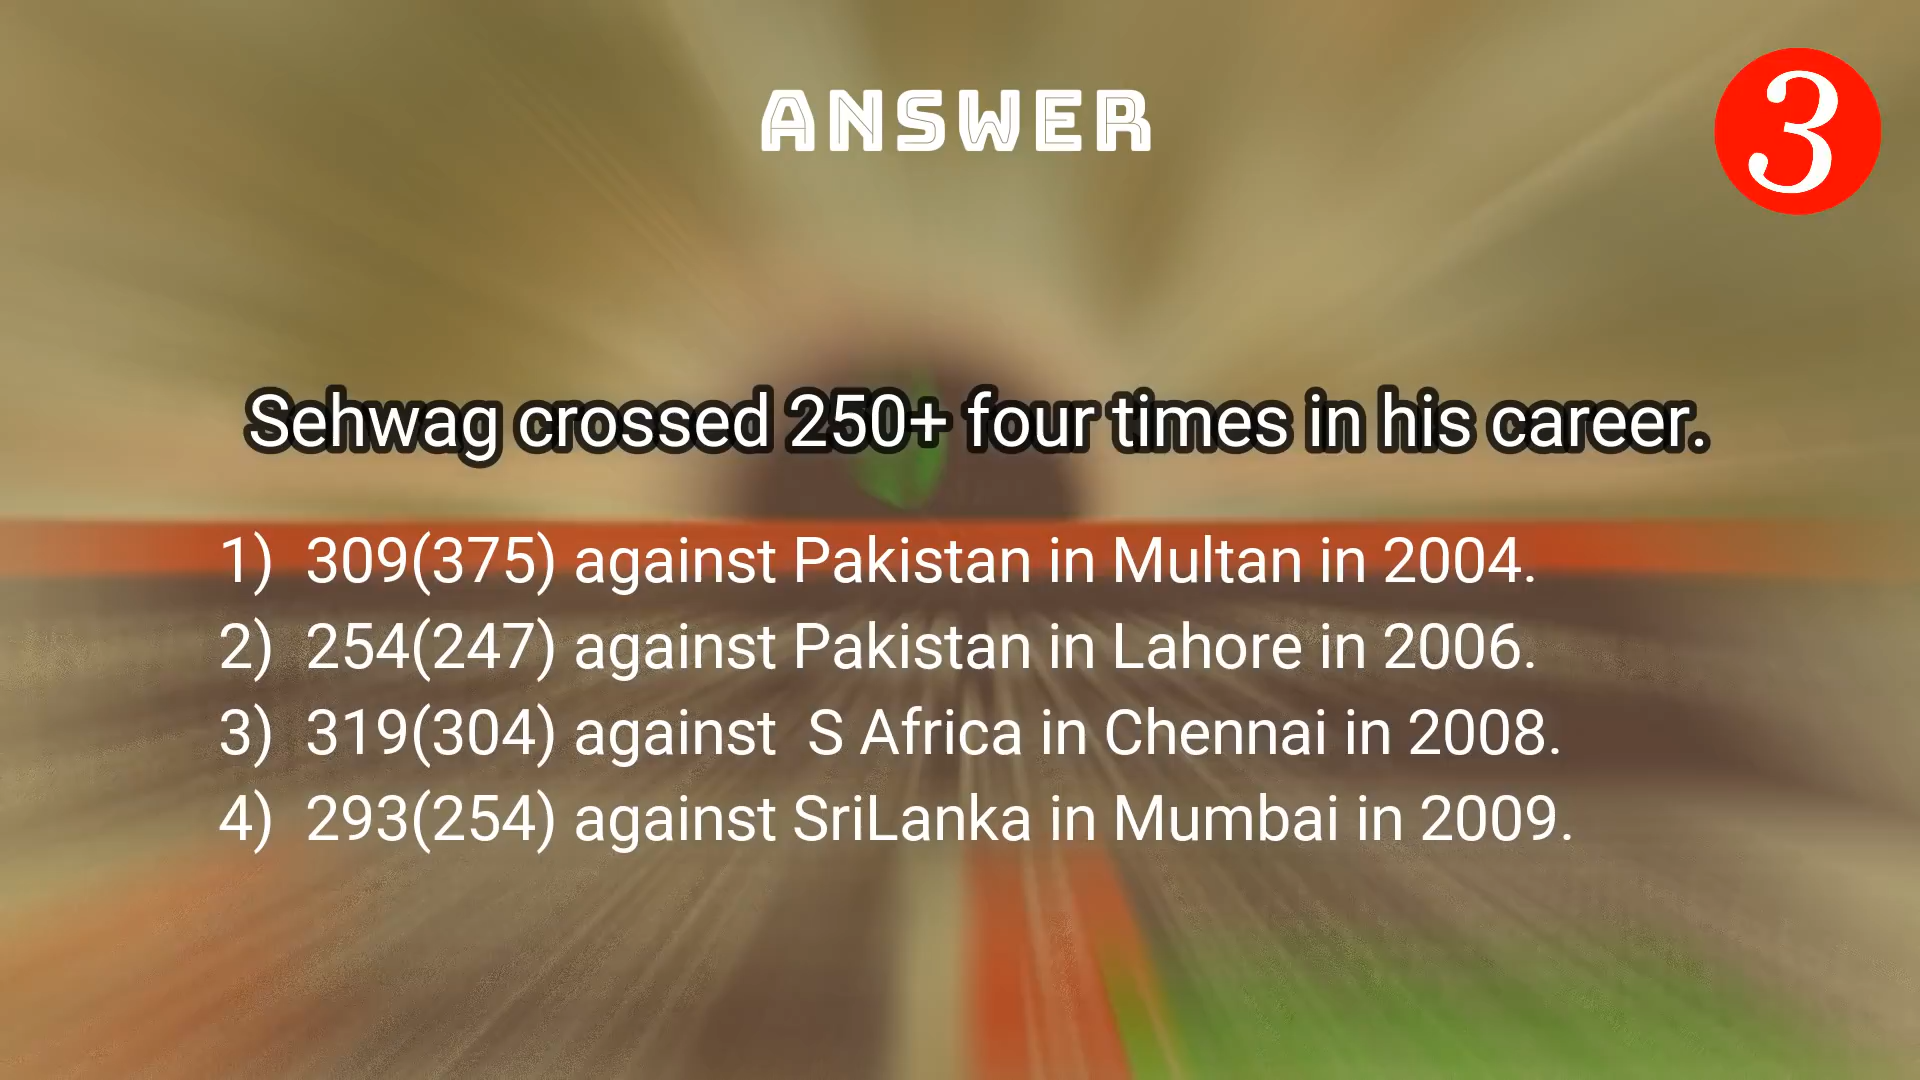 ANSWER
3
Sehwag crossed 250+ four times in his career.
1) 309(375) against Pakistan in Multan in 2004.
2) 254(247) against Pakistan in Lahore in 2006.
3) 319(304) against S Africa in Chennai in 2008.
4) 293(254) against SriLanka in Mumbai in 2009.